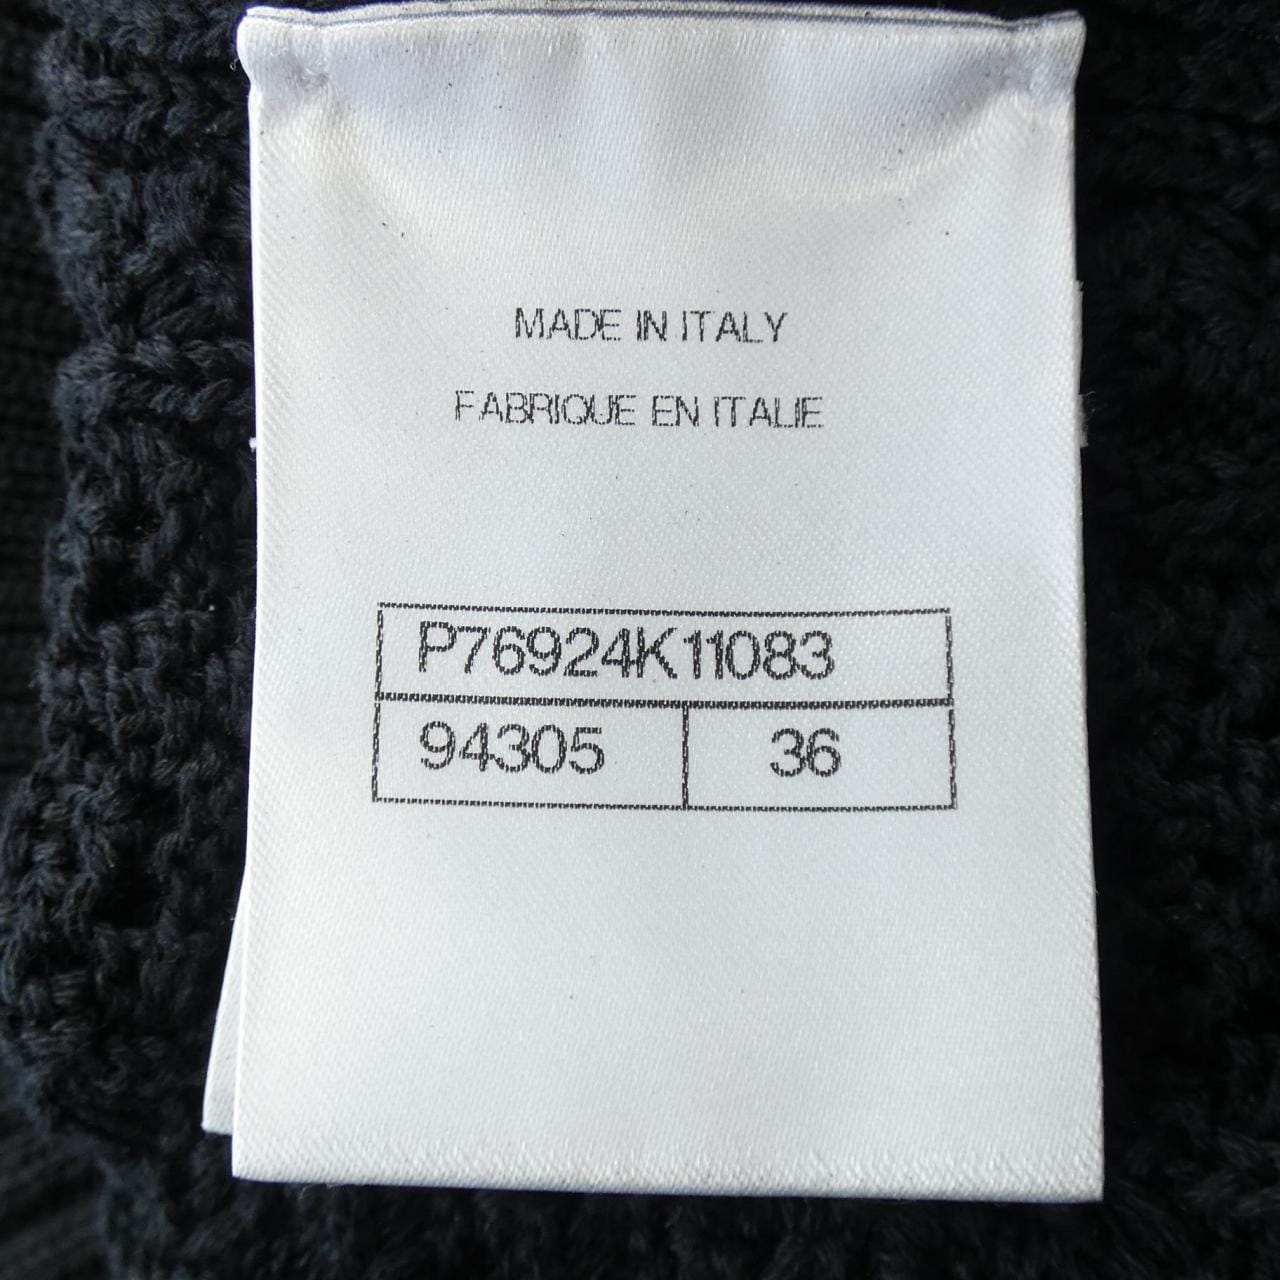 MADE IN ITALY
FABRIQUE EN ITALIE
P76924K11083
94305 36